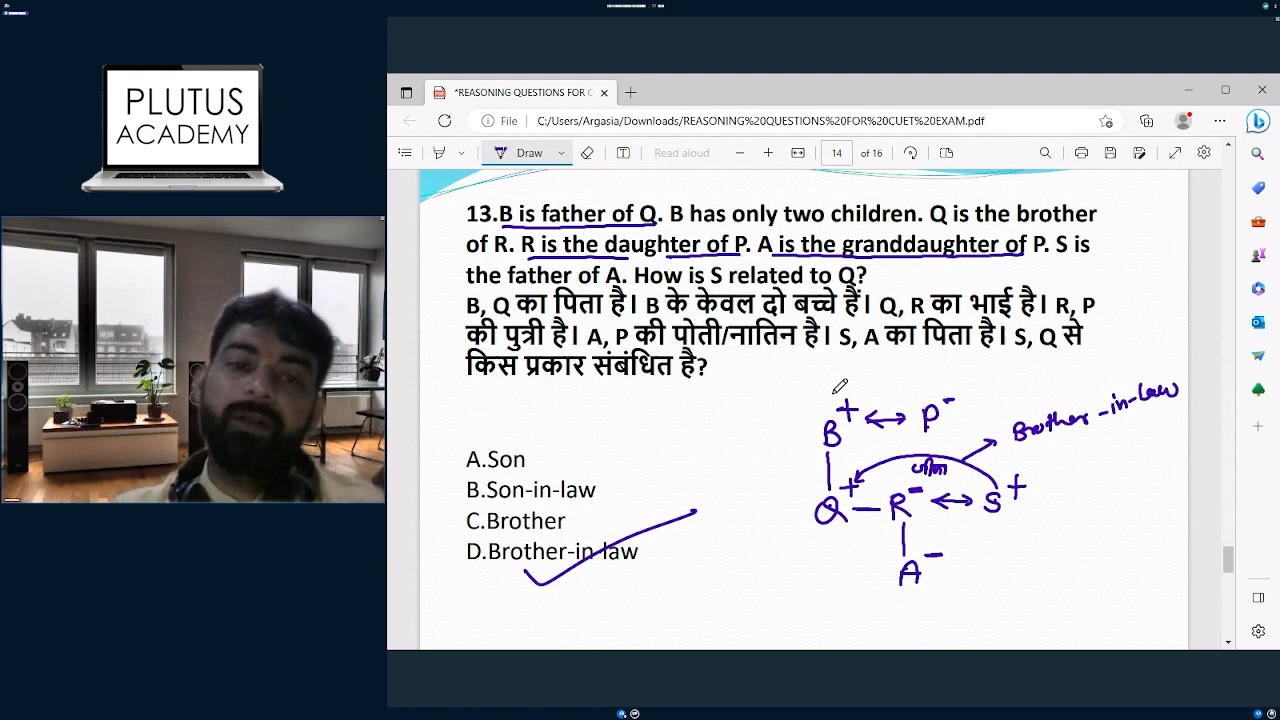 PLUTUS
ACADEMY
*REASONING QUESTIONS FOR C
File
C:/Users/Argasia/Downloads/REASONING%20QUESTIONS%20FOR%20CUET%20EXAM.pdf
Draw
Read aloud
14
of 16
13.B is father of Q. B has only two children. Q is the brother
of R. R is the daughter of P. A is the granddaughter of P. S is
the father of A. How is S related to Q?
B, Q का पिता है। B के केवल दो बच्चे हैं। Q, R का भाई है। R, P
की पुत्री है। A, P की पोती/नातिन है। S, A का पिता है। S, Q से
किस प्रकार संबंधित है?
A.Son
B.Son-in-law
C.Brother
D.Brother-in-law
B+ ↔ P-
Brother-in-law
जीजा
Q+ — R- ↔ S+
A-